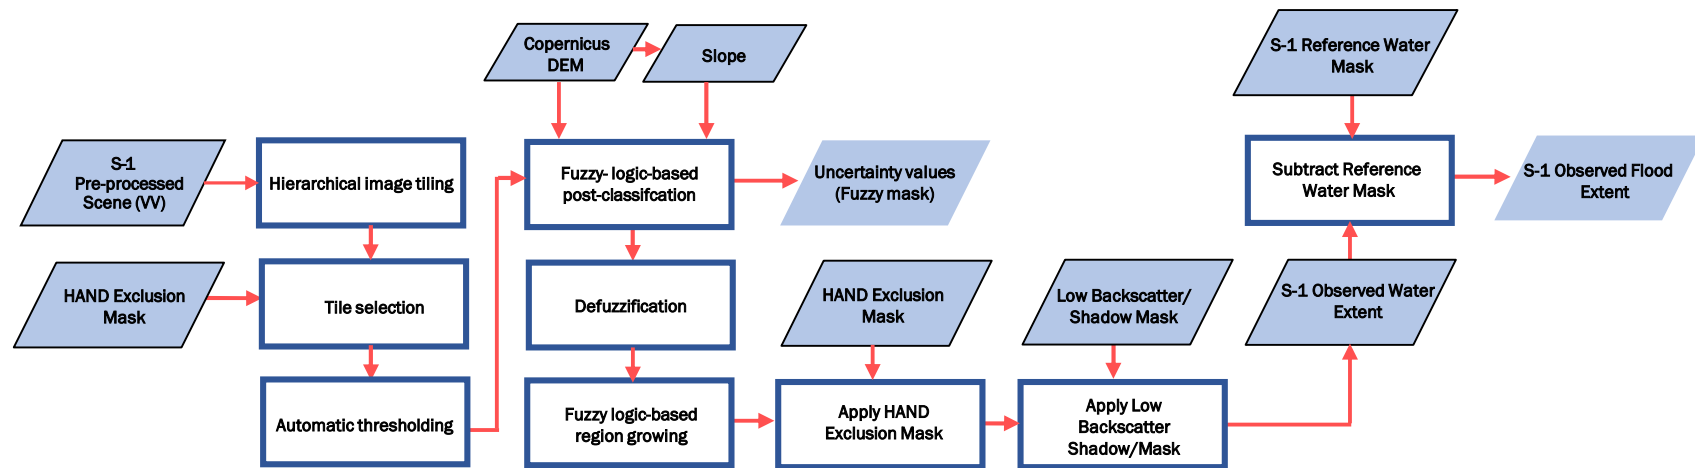 Copernicus
DEM
Slope
S-1 Reference Water
Mask
S-1
Pre-processed
Scene (VV)
Hierarchical image tiling
Fuzzy- logic-based
post-classifcation
Uncertainty values
(Fuzzy mask)
Subtract Reference
Water Mask
S-1 Observed Flood
Extent
HAND Exclusion
Mask
Tile selection
Defuzzification
HAND Exclusion
Mask
Low Backscatter/
Shadow Mask
S-1 Observed Water
Extent
Automatic thresholding
Fuzzy logic-based
region growing
Apply HAND
Exclusion Mask
Apply Low
Backscatter
Shadow/Mask